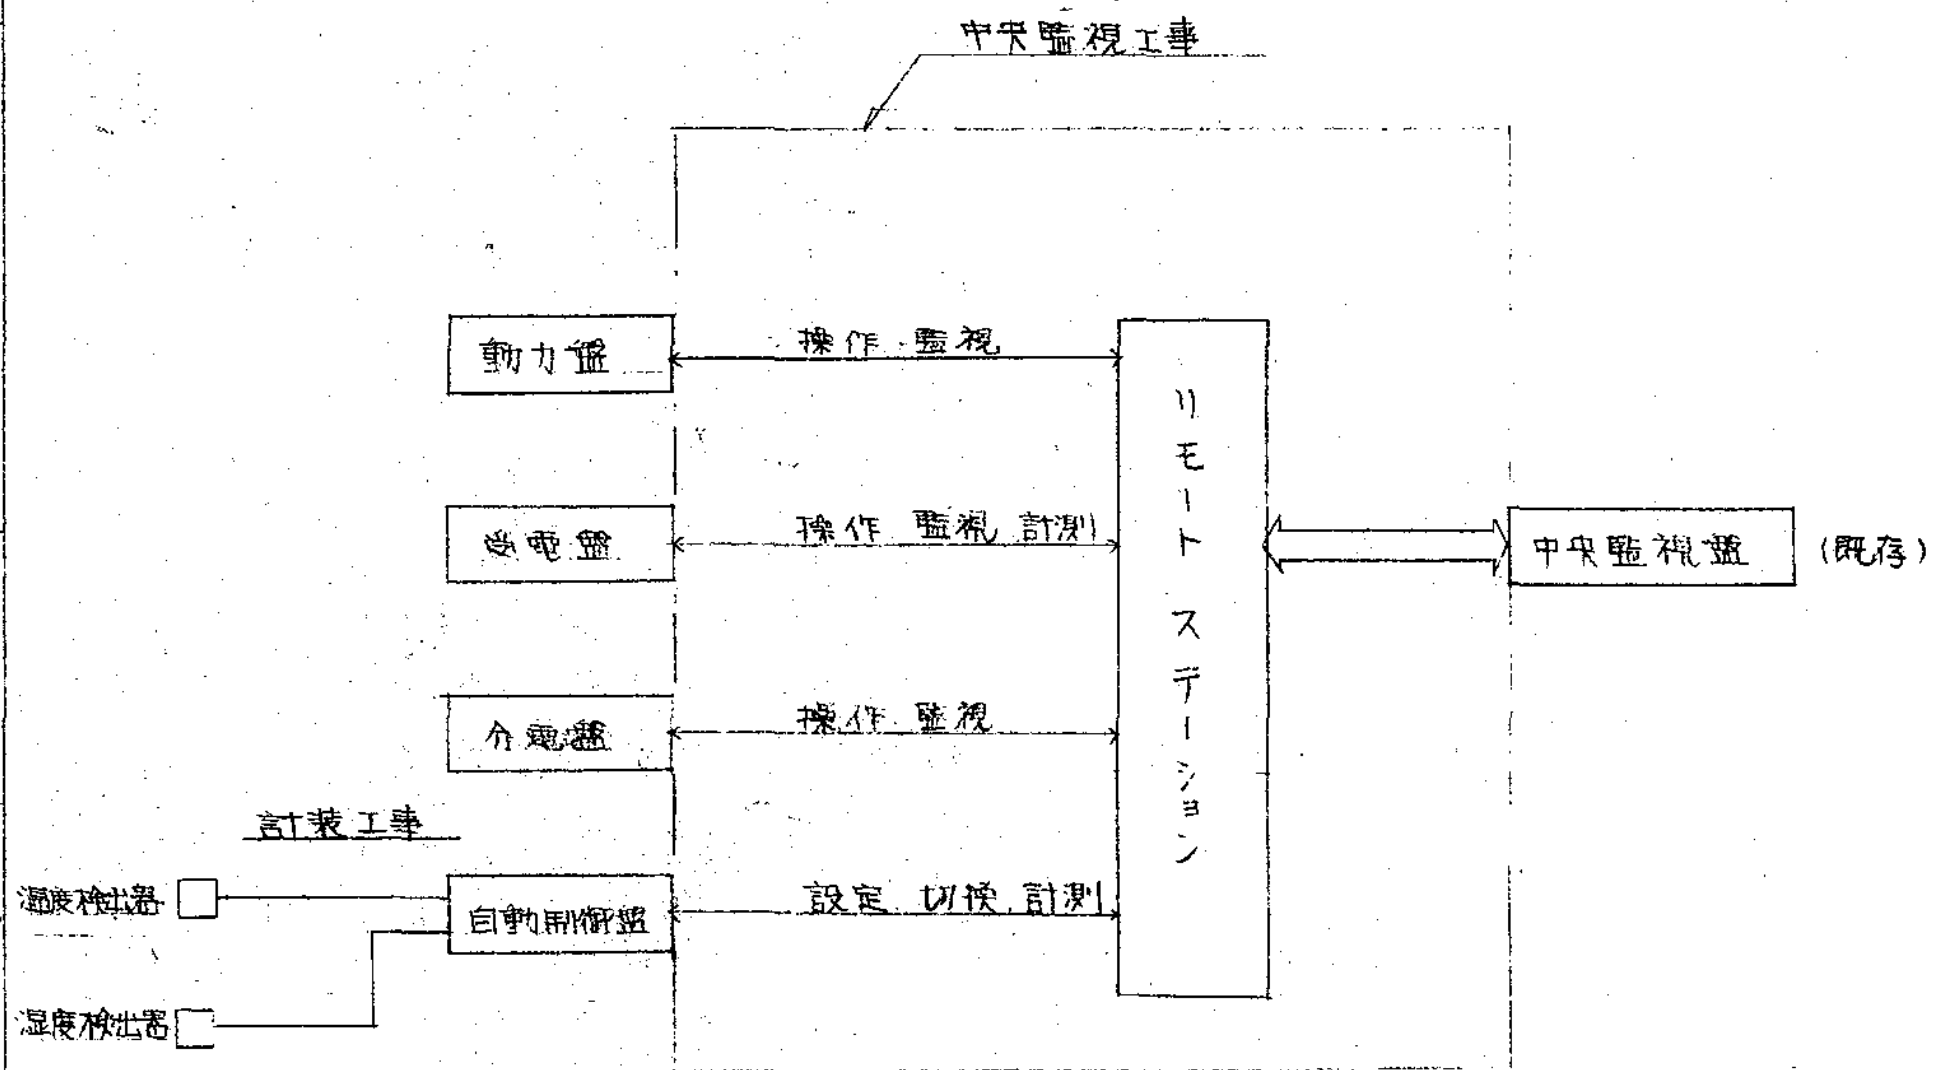 中央監視工事
動力盤
操作 監視
受電盤
操作 監視 計測
中央監視盤 (既存)
リモートステーション
介電盤
操作 監視
計装工事
温度検出器
自動制御盤
設定 切換 計測
湿度検出器